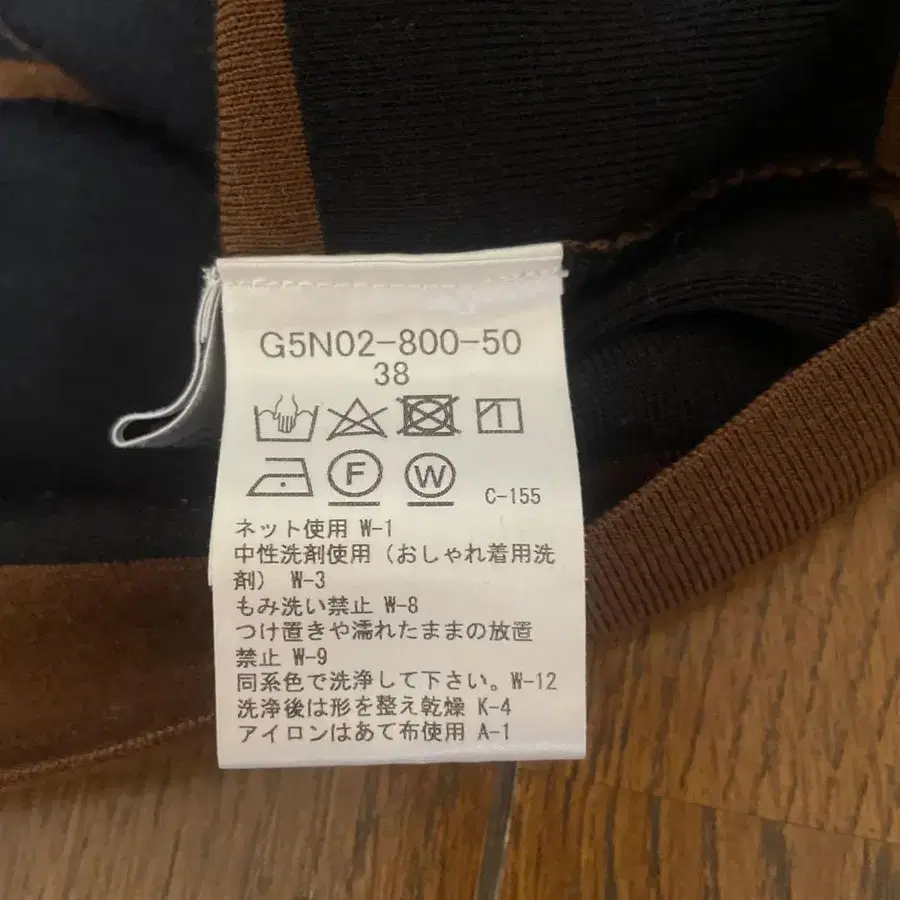 G5N02-800-50
38
F W C-155
ネット使用 W-1
中性洗剤使用（おしゃれ着用洗
剤） W-3
もみ洗い禁止 W-8
つけ置きや濡れたままの放置
禁止 W-9
同系色で洗浄して下さい。W-12
洗浄後は形を整え乾燥 K-4
アイロンはあて布使用 A-1